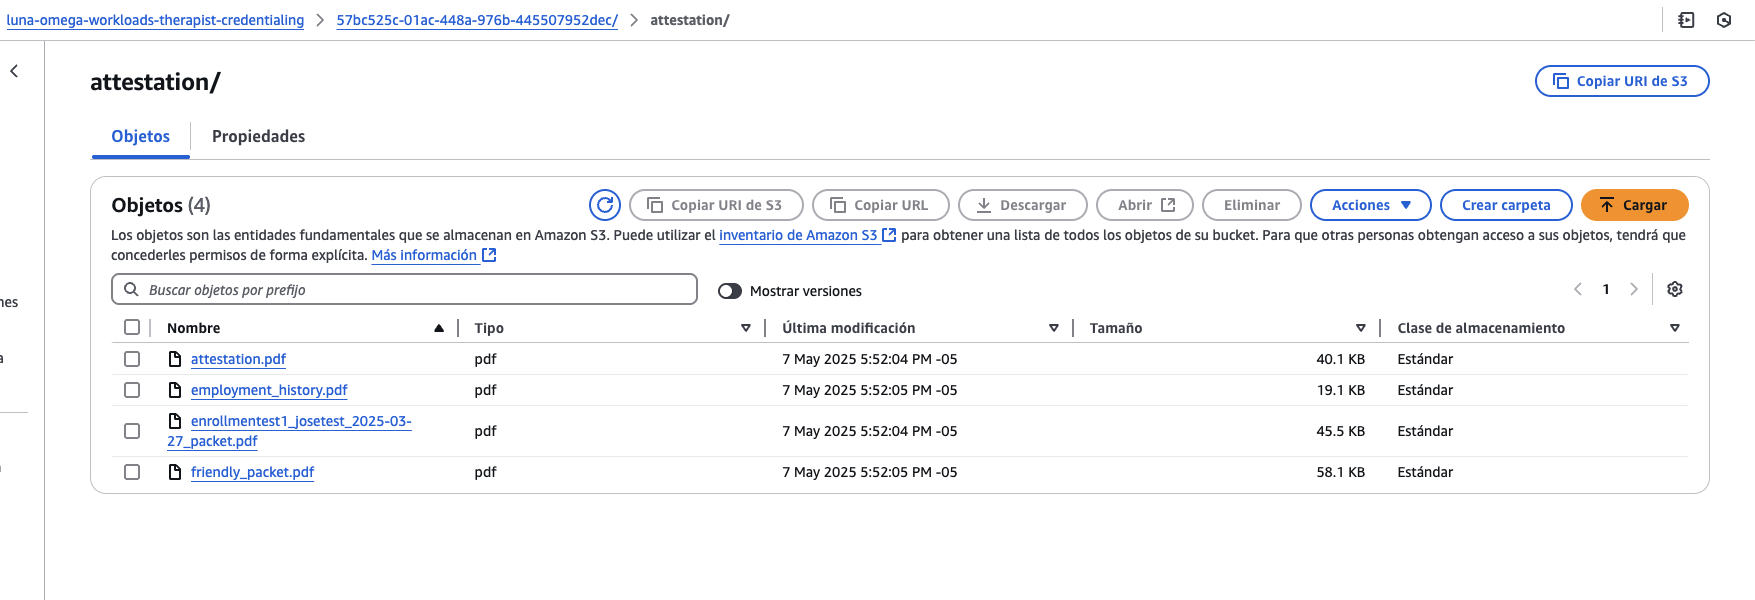 luna-omega-workloads-therapist-credentialing > 57bc525c-01ac-448a-976b-445507952dec/ > attestation/
attestation/
Copiar URI de S3
Objetos
Propiedades
Objetos (4)
Copiar URI de S3
Copiar URL
Descargar
Abrir
Eliminar
Acciones
Crear carpeta
Cargar
Los objetos son las entidades fundamentales que se almacenan en Amazon S3. Puede utilizar el inventario de Amazon S3 para obtener una lista de todos los objetos de su bucket. Para que otras personas obtengan acceso a sus objetos, tendrá que
concederles permisos de forma explícita. Más información
Buscar objetos por prefijo
Mostrar versiones
1
Nombre Tipo Última modificación Tamaño Clase de almacenamiento
attestation.pdf pdf 7 May 2025 5:52:04 PM -05 40.1 KB Estándar
employment_history.pdf pdf 7 May 2025 5:52:05 PM -05 19.1 KB Estándar
enrollmentest1_josetest_2025-03-
27_packet.pdf pdf 7 May 2025 5:52:04 PM -05 45.5 KB Estándar
friendly_packet.pdf pdf 7 May 2025 5:52:05 PM -05 58.1 KB Estándar